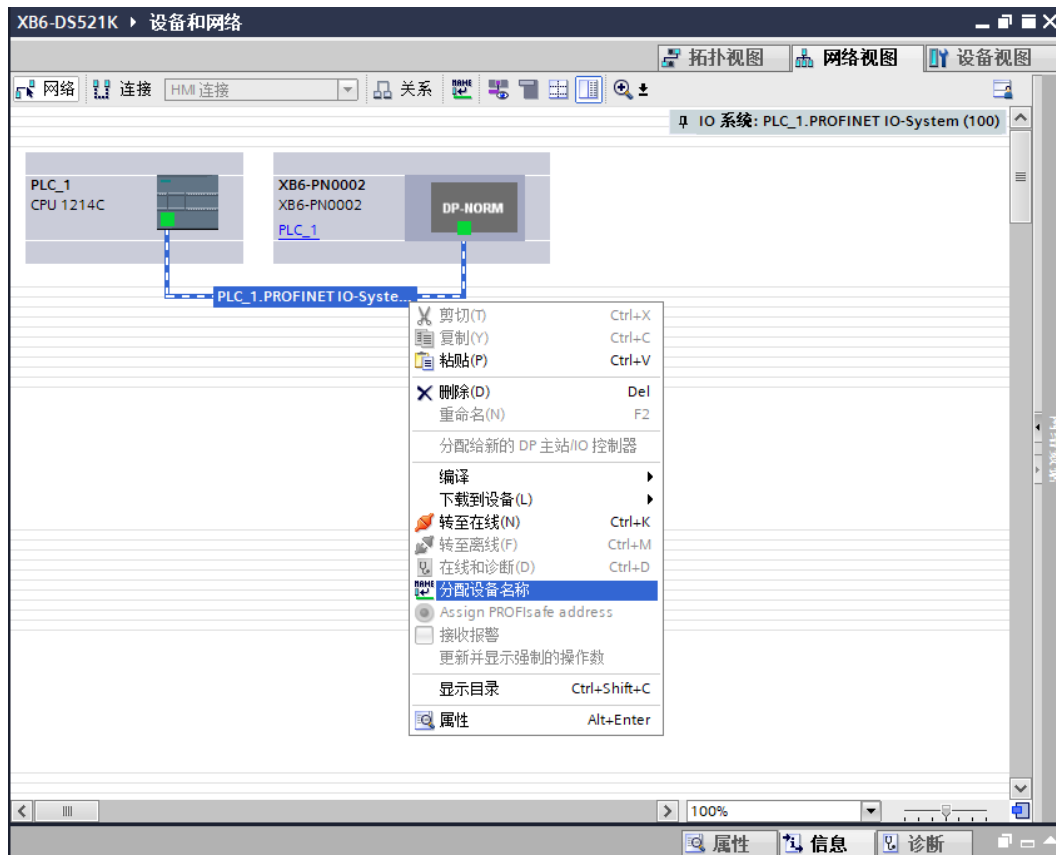 XB6-DS521K ▸ 设备和网络
拓扑视图 网络视图 设备视图
网络 连接 HMI 连接 关系
IO 系统: PLC_1.PROFINET IO-System (100)
PLC_1
CPU 1214C
XB6-PN0002
XB6-PN0002
PLC_1
DP-NORM
PLC_1.PROFINET IO-Syste...
剪切(T) Ctrl+X
复制(Y) Ctrl+C
粘贴(P) Ctrl+V
删除(D) Del
重命名(N) F2
分配给新的 DP 主站/IO 控制器
编译
下载到设备(L)
转至在线(N) Ctrl+K
转至离线(F) Ctrl+M
在线和诊断(D) Ctrl+D
NAME 分配设备名称
Assign PROFIsafe address
接收报警
更新并显示强制的操作数
显示目录 Ctrl+Shift+C
属性 Alt+Enter
100%
属性 信息 诊断